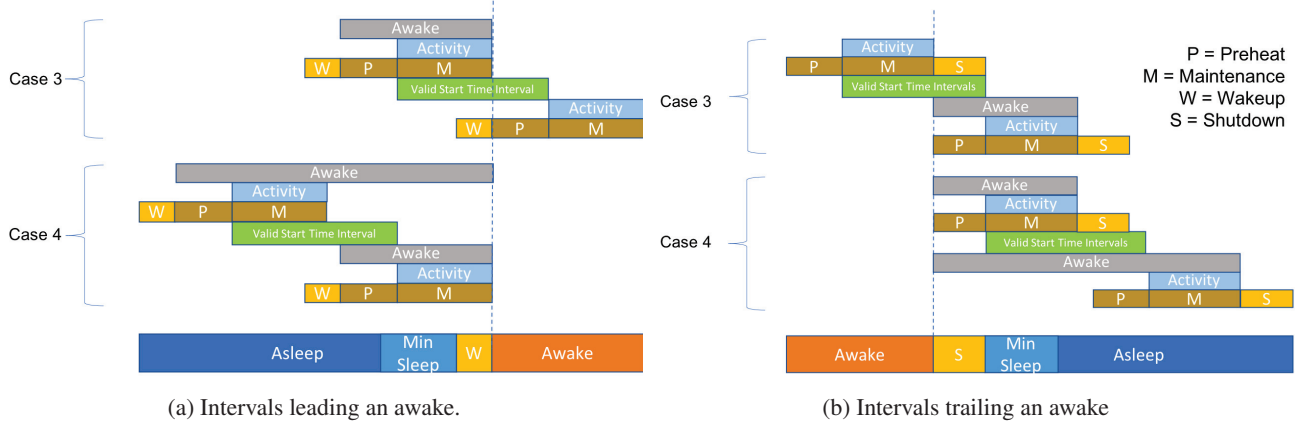 Case 3
Awake
Activity
W P M
Valid Start Time Interval
Activity
W P M
Case 4
Awake
Activity
W P M
Valid Start Time Interval
Awake
Activity
W P M
Asleep Min Sleep W Awake
(a) Intervals leading an awake.
Case 3
Activity
P M S
Valid Start Time Intervals
Awake
Activity
P M S
Case 4
Awake
Activity
P M S
Valid Start Time Intervals
Awake
Activity
P M S
Awake S Min Sleep Asleep
(b) Intervals trailing an awake
P = Preheat
M = Maintenance
W = Wakeup
S = Shutdown